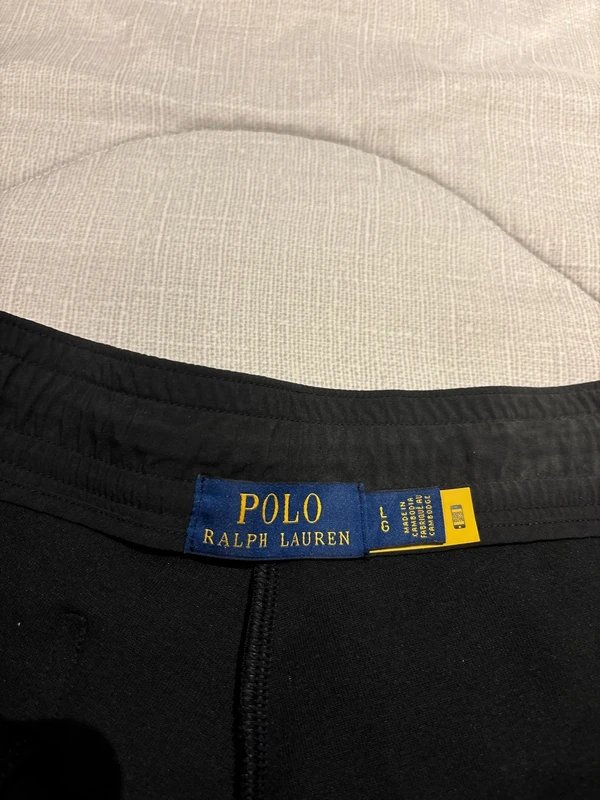 POLO
RALPH LAUREN
L
G
MADE IN
CAMBODIA
FABRIQUÉ AU
CAMBODGE